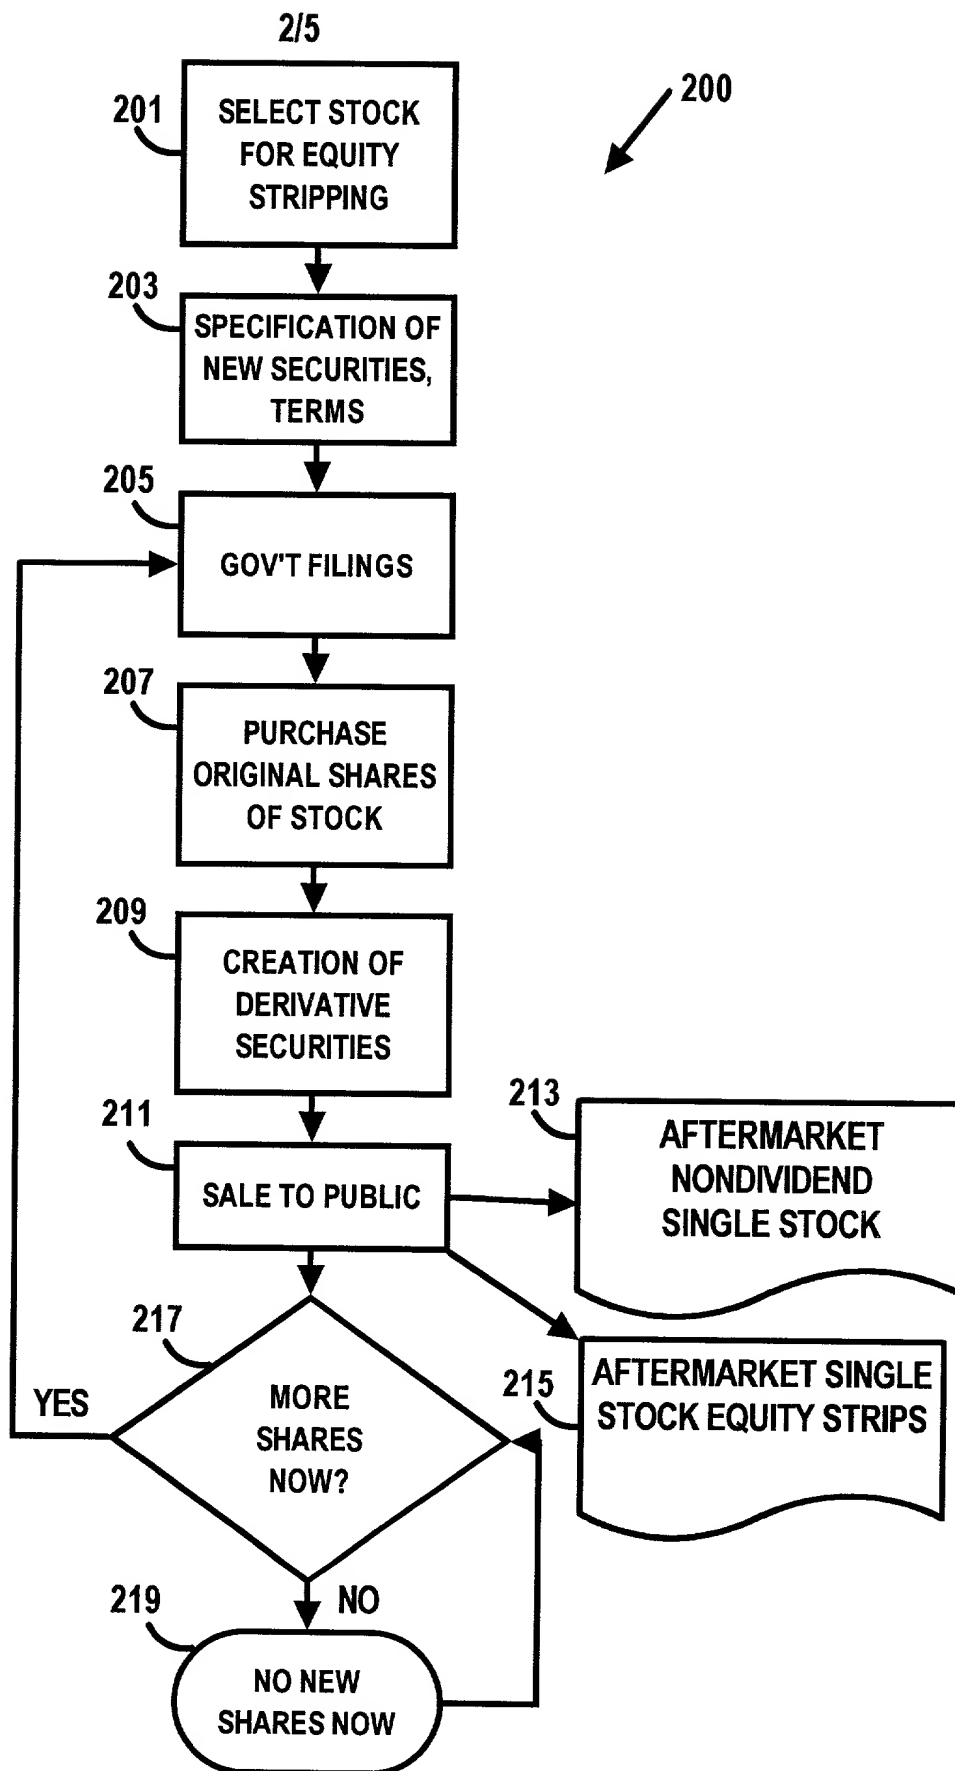 2/5
200
201
SELECT STOCK
FOR EQUITY
STRIPPING
203
SPECIFICATION OF
NEW SECURITIES,
TERMS
205
GOV'T FILINGS
207
PURCHASE
ORIGINAL SHARES
OF STOCK
209
CREATION OF
DERIVATIVE
SECURITIES
211
SALE TO PUBLIC
213
AFTERMARKET
NONDIVIDEND
SINGLE STOCK
215
AFTERMARKET SINGLE
STOCK EQUITY STRIPS
217
YES
MORE
SHARES
NOW?
NO
219
NO NEW
SHARES NOW